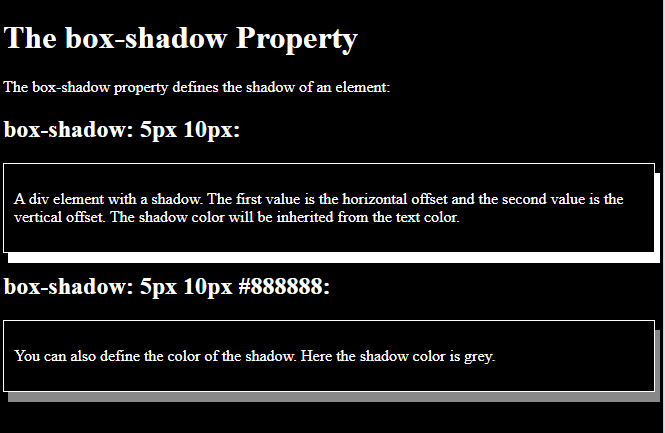 The box-shadow Property
The box-shadow property defines the shadow of an element:
box-shadow: 5px 10px:
A div element with a shadow. The first value is the horizontal offset and the second value is the
vertical offset. The shadow color will be inherited from the text color.
box-shadow: 5px 10px #888888:
You can also define the color of the shadow. Here the shadow color is grey.